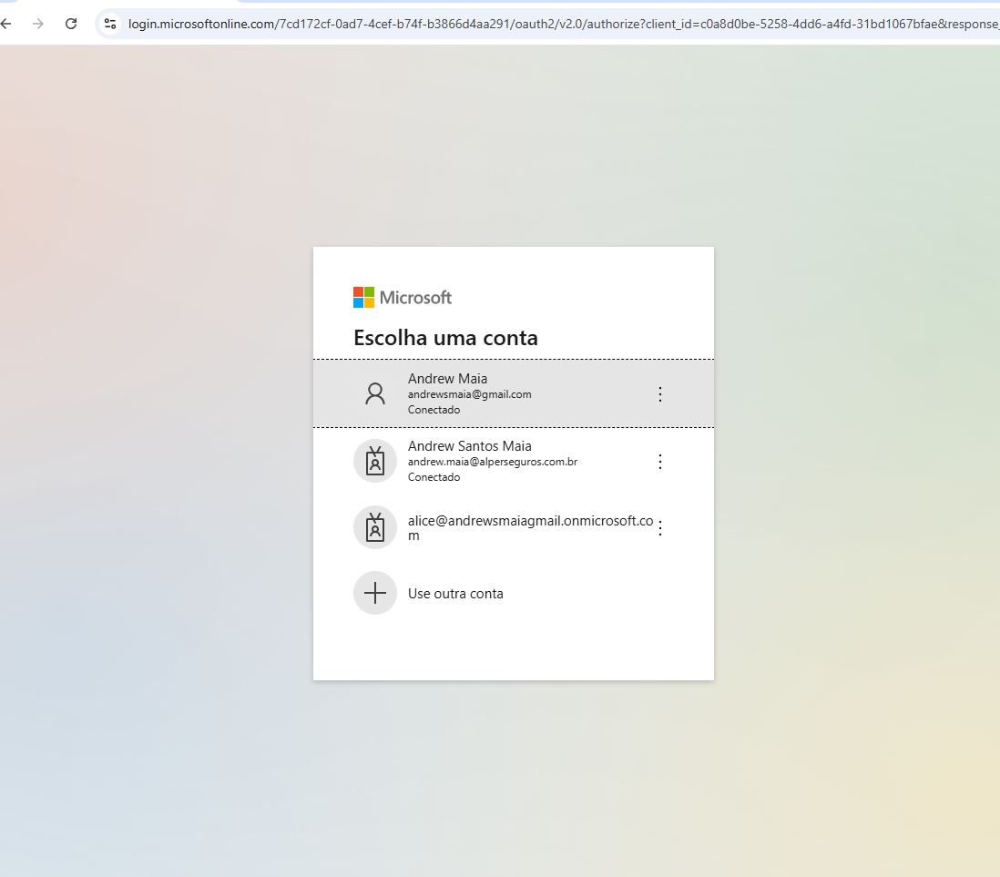 login.microsoftonline.com/7cd172cf-0ad7-4cef-b74f-b3866d4aa291/oauth2/v2.0/authorize?client_id=c0a8d0be-5258-4dd6-a4fd-31bd1067bfae&response_
Microsoft
Escolha uma conta
Andrew Maia
andrewsmaia@gmail.com
Conectado
Andrew Santos Maia
andrew.maia@alperseguros.com.br
Conectado
alice@andrewsmaiagmail.onmicrosoft.co
m
Use outra conta